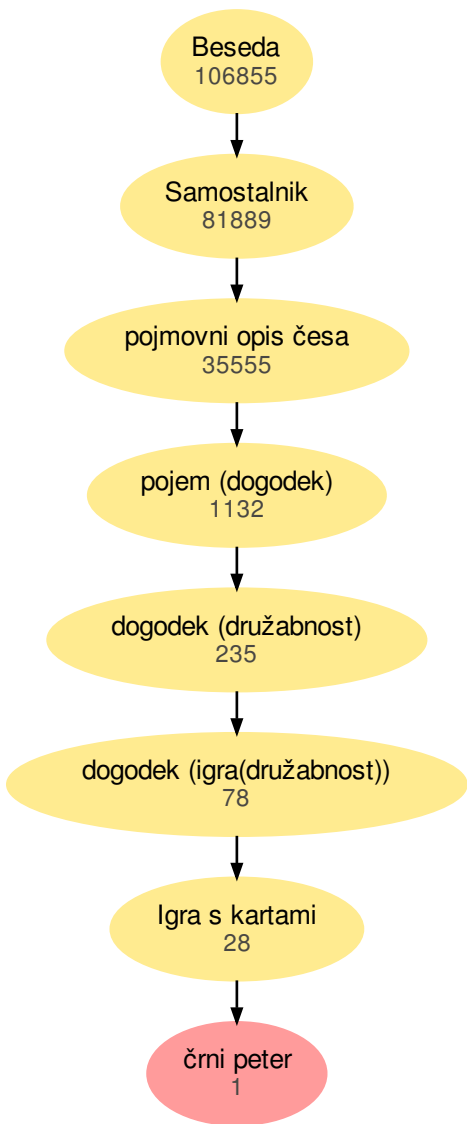 Beseda
106855
Samostalnik
81889
pojmovni opis česa
35555
pojem (dogodek)
1132
dogodek (družabnost)
235
dogodek (igra(družabnost))
78
Igra s kartami
28
črni peter
1